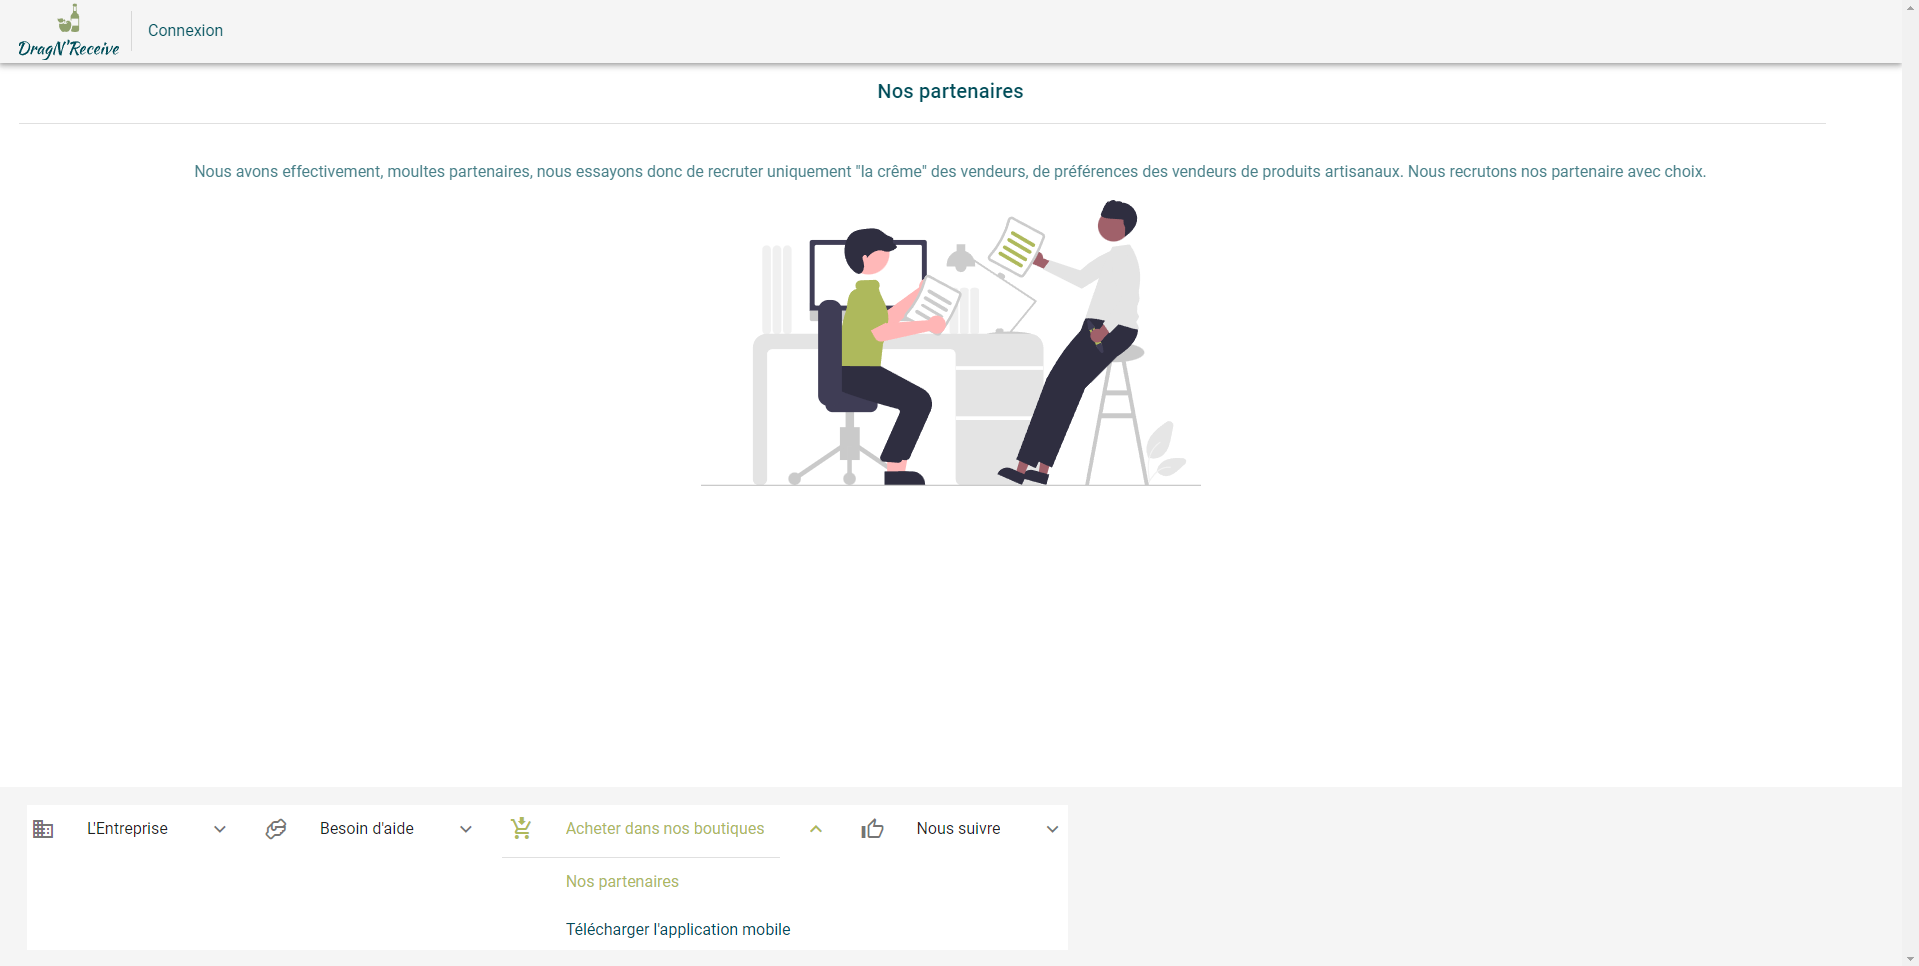 DragN'Receive
Connexion
Nos partenaires
Nous avons effectivement, moultes partenaires, nous essayons donc de recruter uniquement "la crême" des vendeurs, de préférences des vendeurs de produits artisanaux. Nous recrutons nos partenaire avec choix.
L'Entreprise
Besoin d'aide
Acheter dans nos boutiques
Nous suivre
Nos partenaires
Télécharger l'application mobile